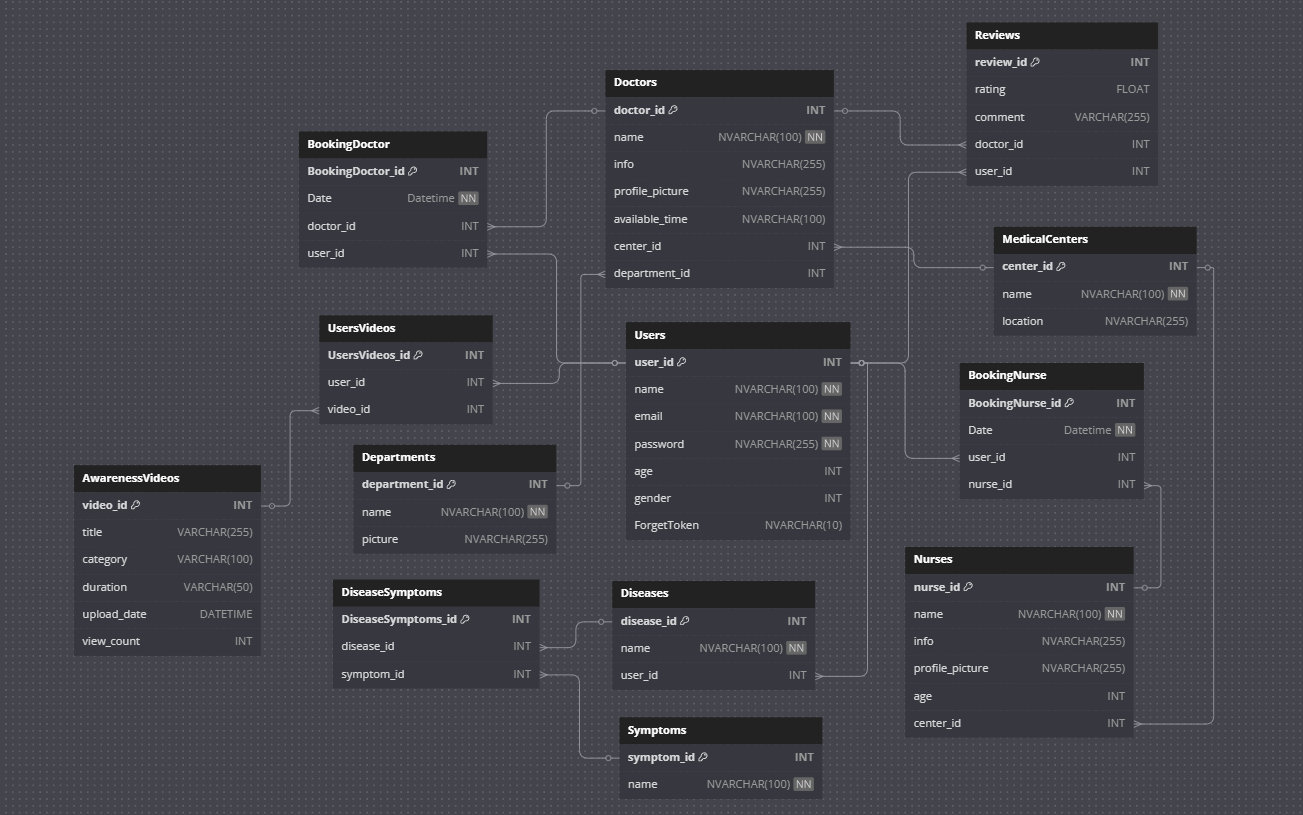 Reviews
review_id INT
rating FLOAT
comment VARCHAR(255)
doctor_id INT
user_id INT
Doctors
doctor_id INT
name NVARCHAR(100) NN
info NVARCHAR(255)
profile_picture NVARCHAR(255)
available_time NVARCHAR(100)
center_id INT
department_id INT
BookingDoctor
BookingDoctor_id INT
Date Datetime NN
doctor_id INT
user_id INT
MedicalCenters
center_id INT
name NVARCHAR(100) NN
location NVARCHAR(255)
UsersVideos
UsersVideos_id INT
user_id INT
video_id INT
Users
user_id INT
name NVARCHAR(100) NN
email NVARCHAR(100) NN
password NVARCHAR(255) NN
age INT
gender INT
ForgetToken NVARCHAR(10)
BookingNurse
BookingNurse_id INT
Date Datetime NN
user_id INT
nurse_id INT
Departments
department_id INT
name NVARCHAR(100) NN
picture NVARCHAR(255)
AwarenessVideos
video_id INT
title VARCHAR(255)
category VARCHAR(100)
duration VARCHAR(50)
upload_date DATETIME
view_count INT
Nurses
nurse_id INT
name NVARCHAR(100) NN
info NVARCHAR(255)
profile_picture NVARCHAR(255)
age INT
center_id INT
DiseaseSymptoms
DiseaseSymptoms_id INT
disease_id INT
symptom_id INT
Diseases
disease_id INT
name NVARCHAR(100) NN
user_id INT
Symptoms
symptom_id INT
name NVARCHAR(100) NN